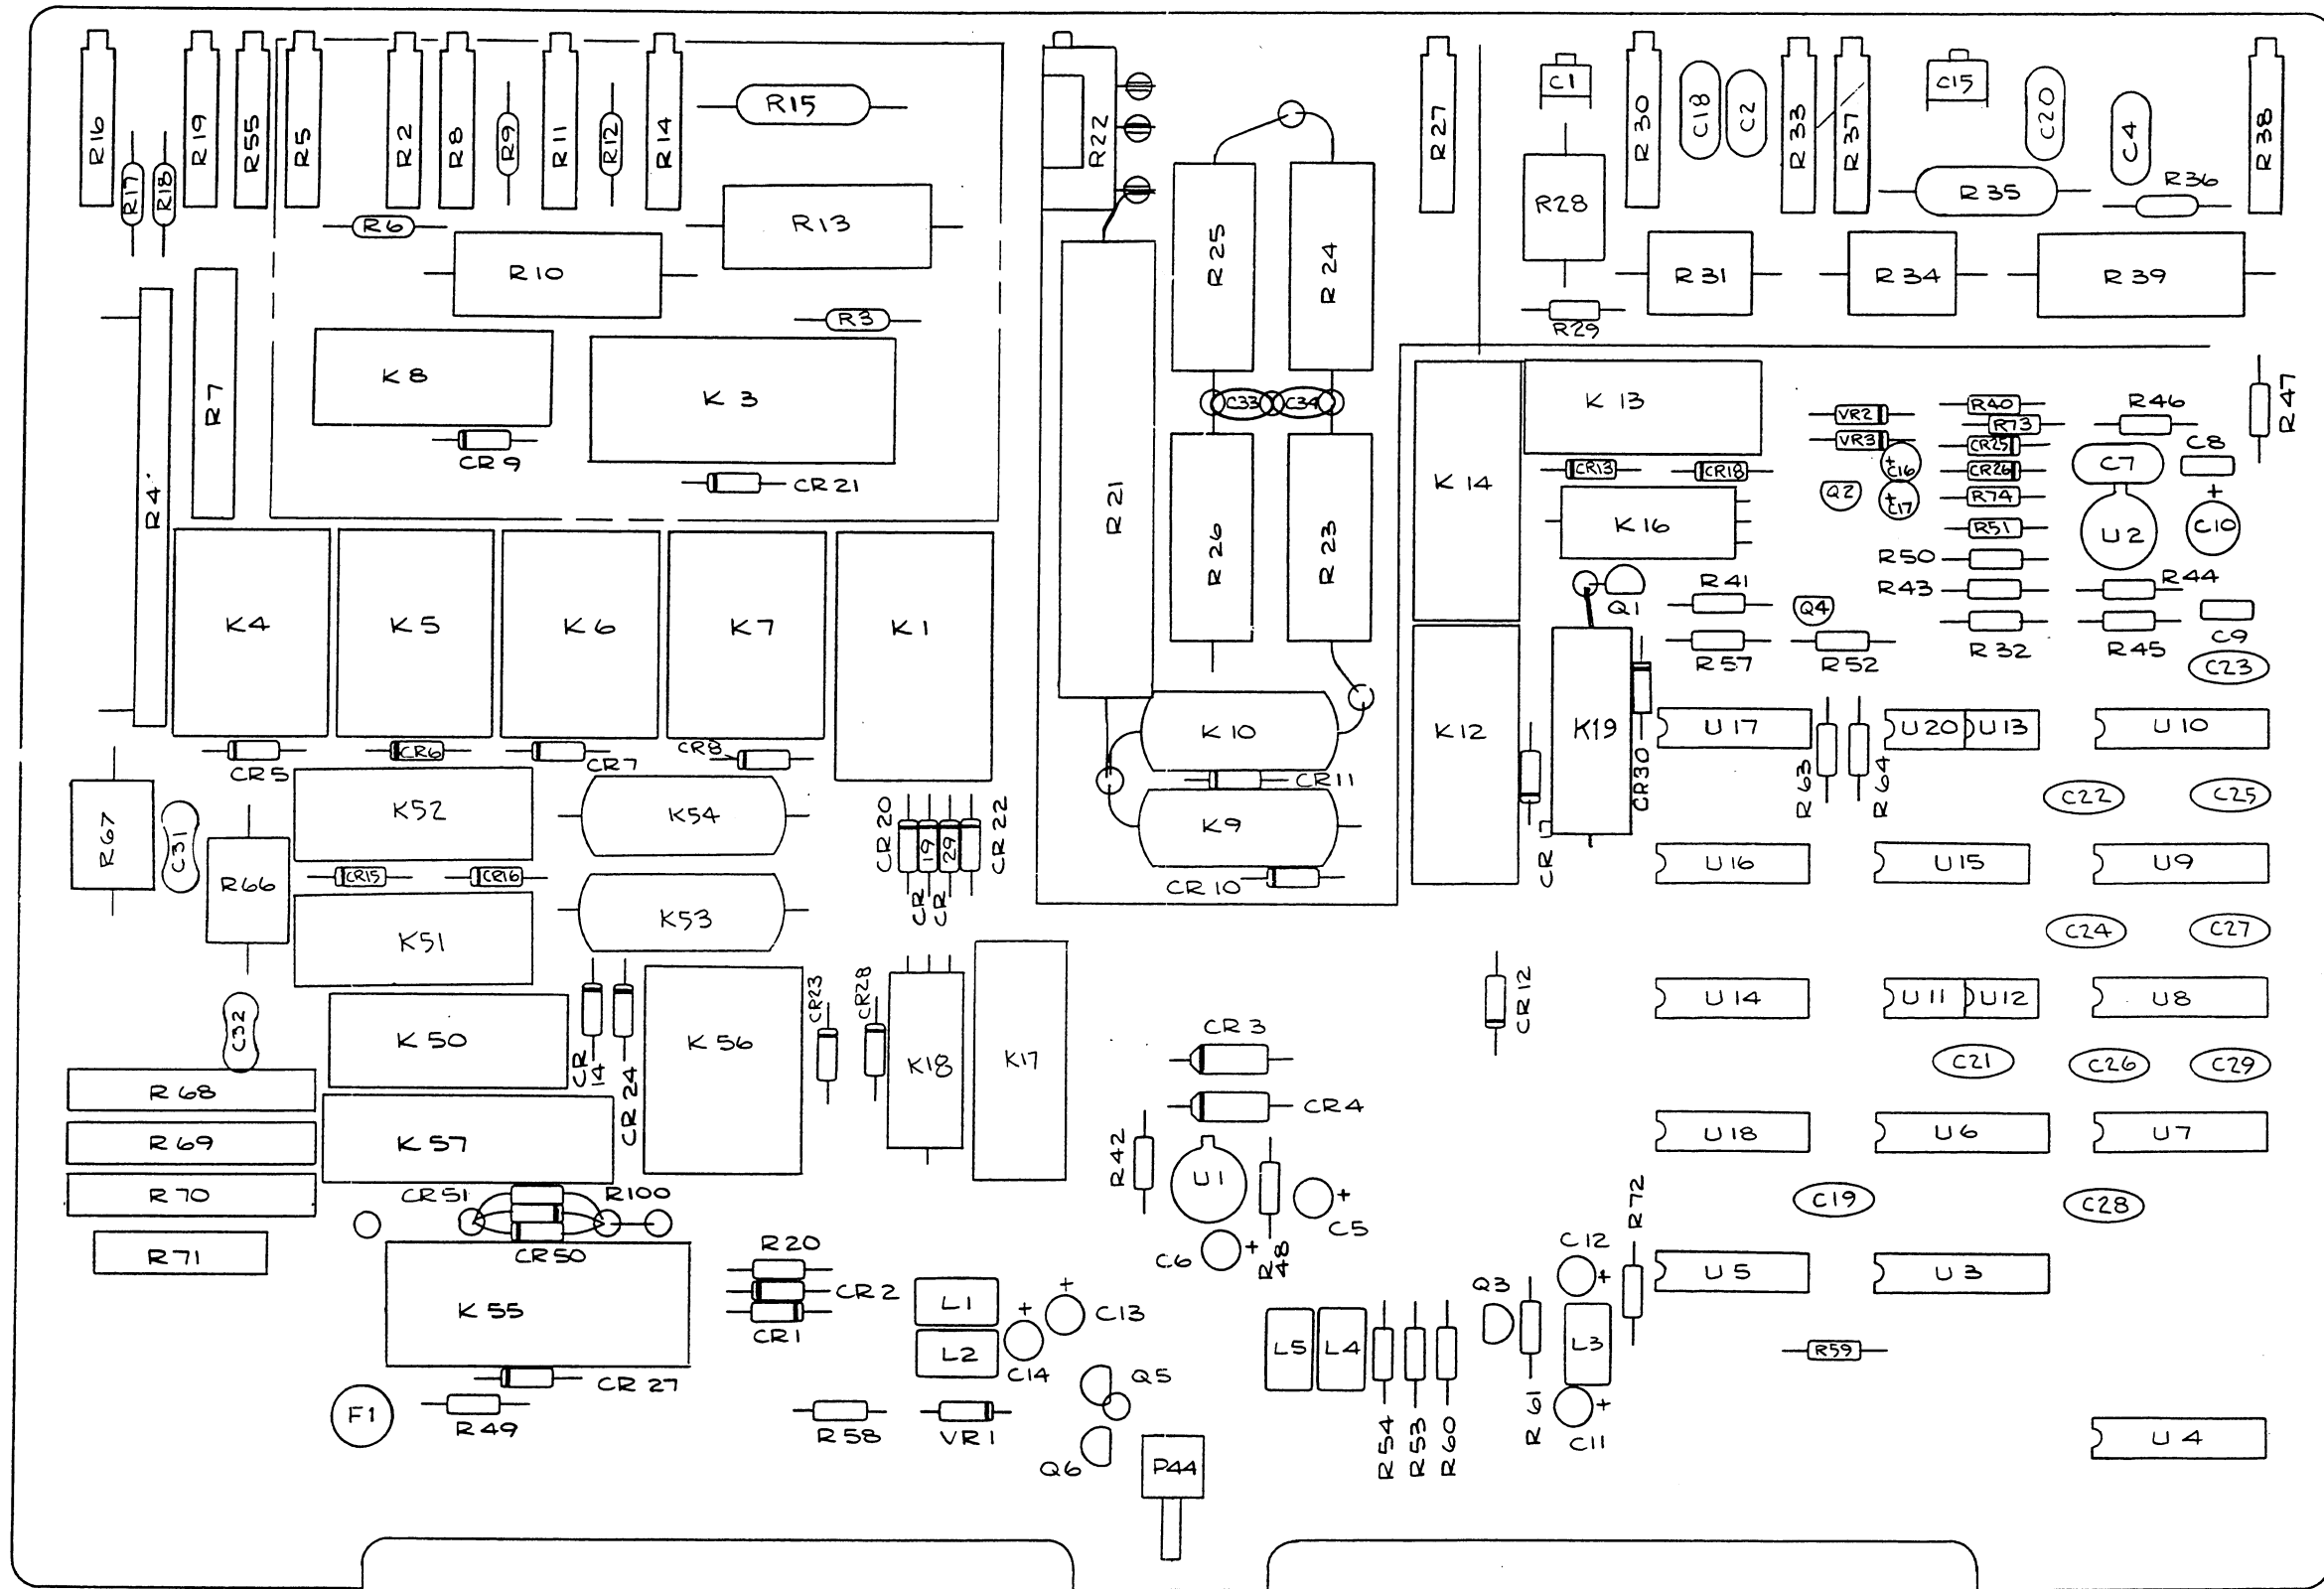 R16
R19
R55
R5
R2
R8
R9
R11
R12
R14
R15
R22
R27
C1
R30
C18
C2
R33
R37
C15
C20
C4
R38
R17
R18
R6
R13
R10
R3
R25
R24
R28
R35
R36
R31
R34
R39
R29
R7
R4
K8
K3
CR9
CR21
R21
C33
C34
K14
K13
VR2
VR3
R40
R73
CR25
CR26
R74
R51
R46
R47
C8
C7
+
C16
+
C17
CR13
CR18
Q2
K16
U2
+
C10
R26
R23
R50
R43
R32
R44
R45
C9
C23
Q1
R41
Q4
R57
R52
K4
K5
K6
K7
K1
CR5
CR6
CR7
CR8
K10
CR11
K9
CR10
K12
K19
CR30
CR17
U17
U20
U13
U10
R63
R64
C22
C25
R67
C31
R66
K52
K54
CR20
CR19
CR29
CR22
CR15
CR16
K51
K53
U16
U15
U9
C24
C27
C32
K50
CR14
CR24
K56
CR23
CR28
K18
K17
CR3
CR4
CR12
U14
U11
U12
U8
C21
C26
C29
R68
R69
R70
R71
K57
CR51
R100
CR50
K55
CR27
R49
F1
R20
CR2
CR1
R42
U1
R48
+
C5
C6
+
U18
U6
U7
C19
C28
R72
C12
+
U5
U3
L1
L2
+
C14
+
C13
Q5
Q6
R58
VR1
L5
L4
R54
R53
R60
Q3
R61
L3
+
C11
R59
U4
P44